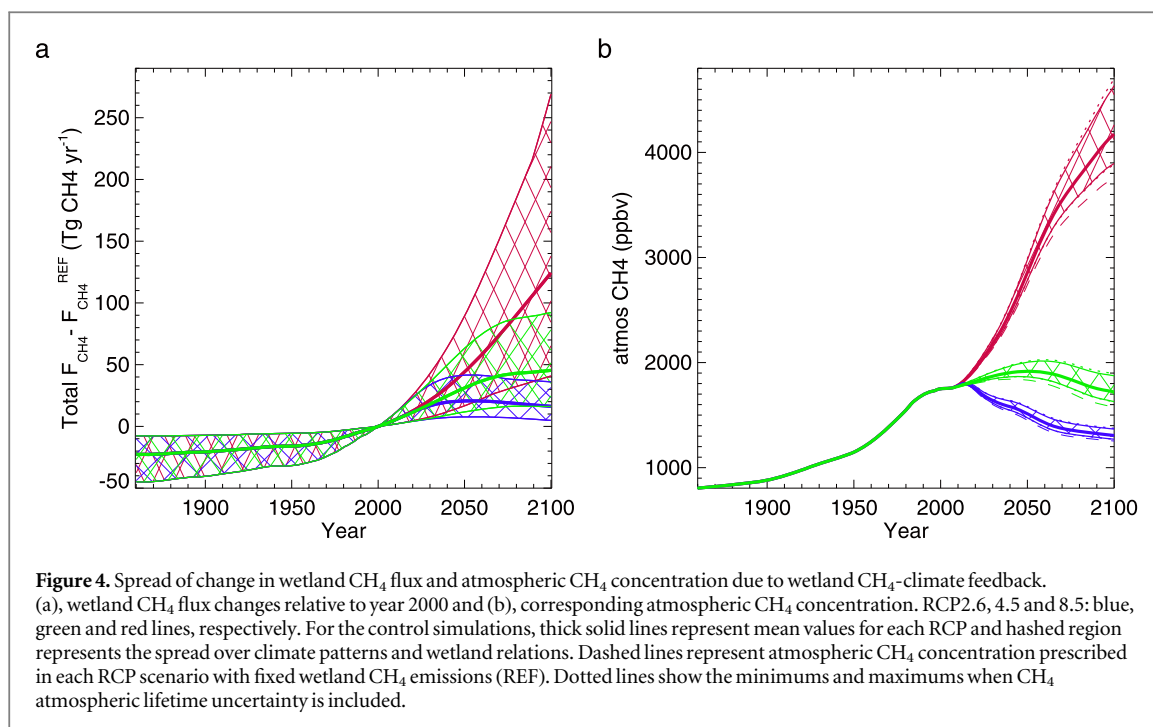 a
b
Total F_CH4 - F_CH4^REF (Tg CH4 yr^-1)
250
200
150
100
50
0
-50
1900
1950
2000
2050
2100
Year
atmos CH4 (ppbv)
4000
3000
2000
1000
1900
1950
2000
2050
2100
Year
Figure 4. Spread of change in wetland CH₄ flux and atmospheric CH₄ concentration due to wetland CH₄-climate feedback.
(a), wetland CH₄ flux changes relative to year 2000 and (b), corresponding atmospheric CH₄ concentration. RCP2.6, 4.5 and 8.5: blue,
green and red lines, respectively. For the control simulations, thick solid lines represent mean values for each RCP and hashed region
represents the spread over climate patterns and wetland relations. Dashed lines represent atmospheric CH₄ concentration prescribed
in each RCP scenario with fixed wetland CH₄ emissions (REF). Dotted lines show the minimums and maximums when CH₄
atmospheric lifetime uncertainty is included.